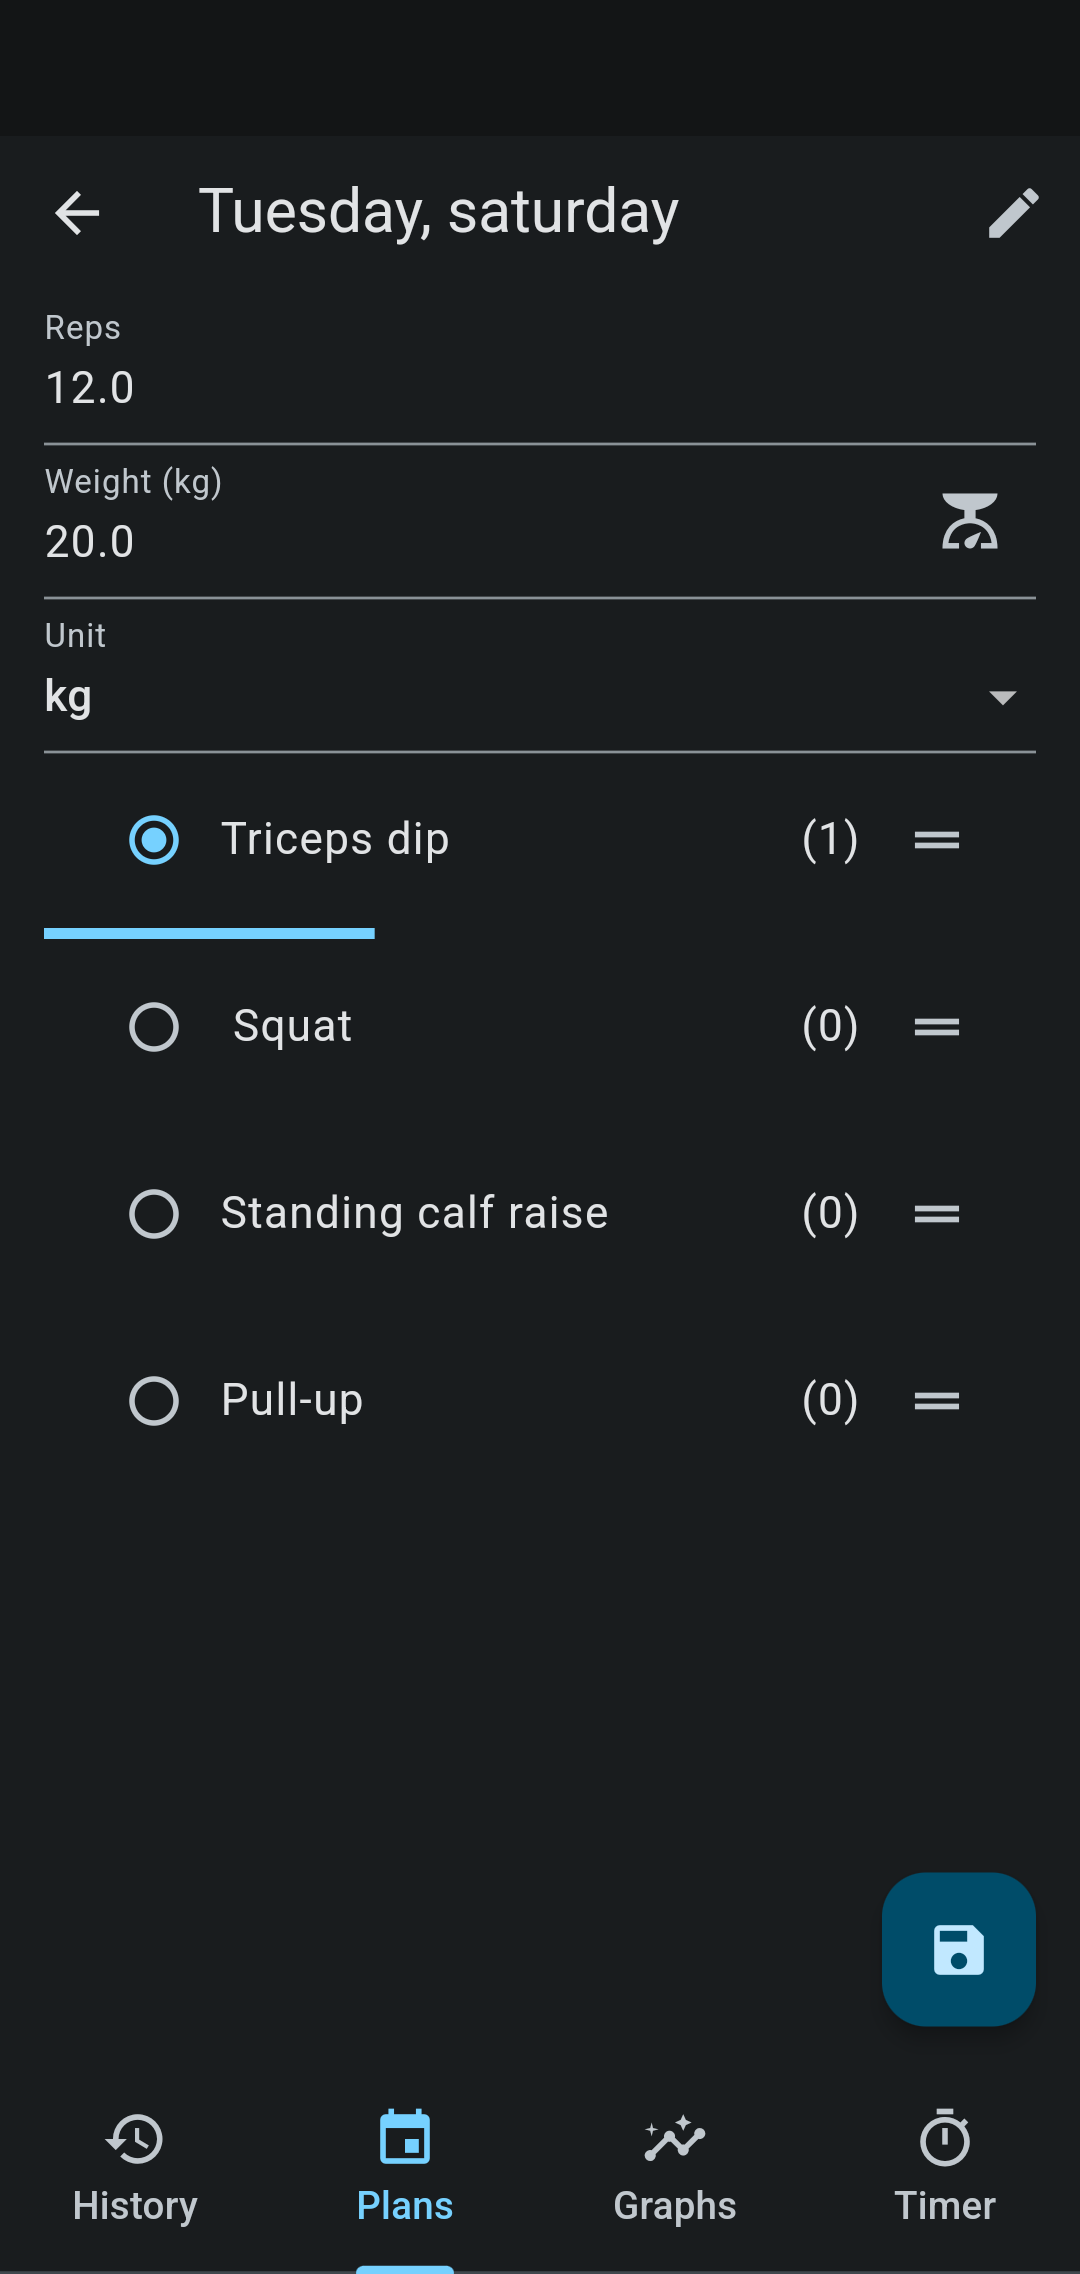 Tuesday, saturday
Reps
12.0
Weight (kg)
20.0
Unit
kg
Triceps dip (1)
Squat (0)
Standing calf raise (0)
Pull-up (0)
History Plans Graphs Timer